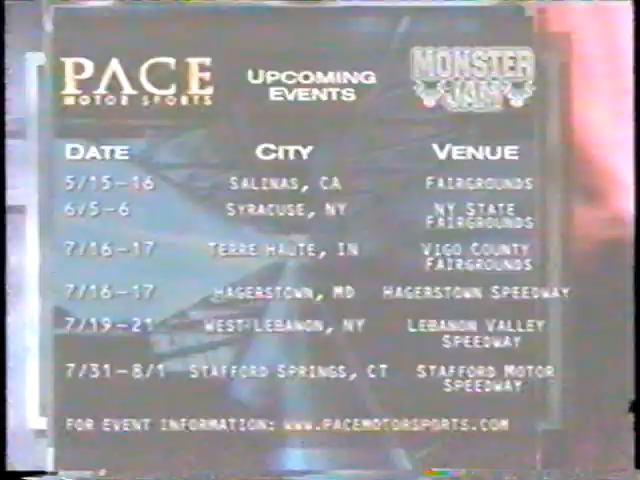 PACE
MOTOR SPORTS
UPCOMING
EVENTS
MONSTER
JAM
DATE CITY VENUE
5/15-16 SALINAS, CA FAIRGROUNDS
6/5-6 SYRACUSE, NY NY STATE
FAIRGROUNDS
7/16-17 TERRE HAUTE, IN VIGO COUNTY
FAIRGROUNDS
7/16-17 HAGERSTOWN, MD HAGERSTOWN SPEEDWAY
7/19-21 WEST LEBANON, NY LEBANON VALLEY
SPEEDWAY
7/31-8/1 STAFFORD SPRINGS, CT STAFFORD MOTOR
SPEEDWAY
FOR EVENT INFORMATION: WWW.PACEMOTORSPORTS.COM